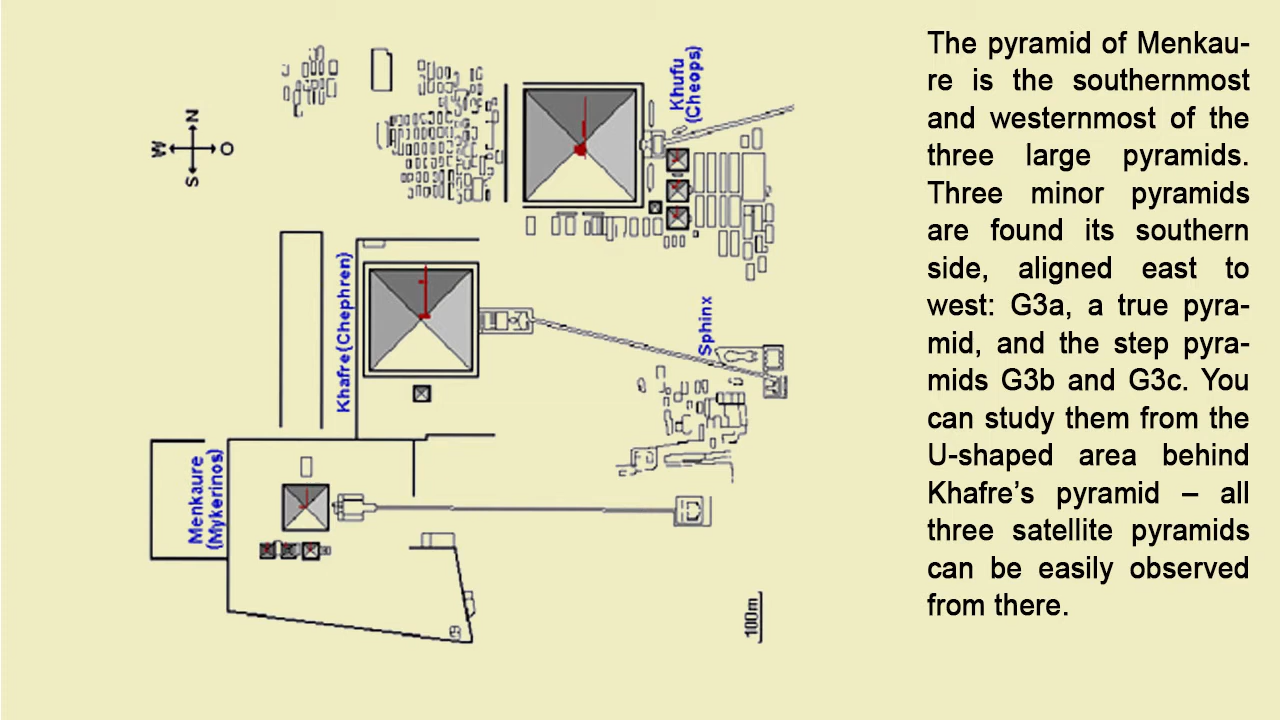 N
W
O
S
Khufu
(Cheops)
Khafre(Chephren)
Sphinx
Menkaure
(Mykerinos)
100m
The pyramid of Menkau-
re is the southernmost
and westernmost of the
three large pyramids.
Three minor pyramids
are found its southern
side, aligned east to
west: G3a, a true pyra-
mid, and the step pyra-
mids G3b and G3c. You
can study them from the
U-shaped area behind
Khafre’s pyramid – all
three satellite pyramids
can be easily observed
from there.